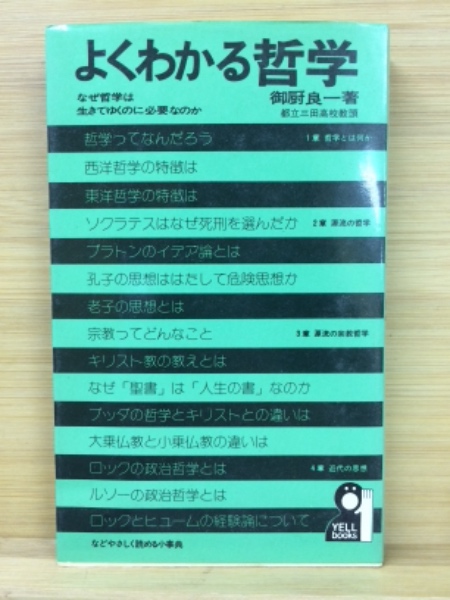 よくわかる哲学
なぜ哲学は
生きてゆくのに必要なのか
御厨良一著
都立三田高校教頭
哲学ってなんだろう
1章 哲学とは何か
西洋哲学の特徴は
東洋哲学の特徴は
ソクラテスはなぜ死刑を選んだか
2章 源流の哲学
プラトンのイデア論とは
孔子の思想ははたして危険思想か
老子の思想とは
宗教ってどんなこと
3章 源流の宗教哲学
キリスト教の教えとは
なぜ「聖書」は「人生の書」なのか
ブッダの哲学とキリストとの違いは
大乗仏教と小乗仏教の違いは
ロックの政治哲学とは
4章 近代の思想
ルソーの政治哲学とは
ロックとヒュームの経験論について
YELL
books
などやさしく読める小事典